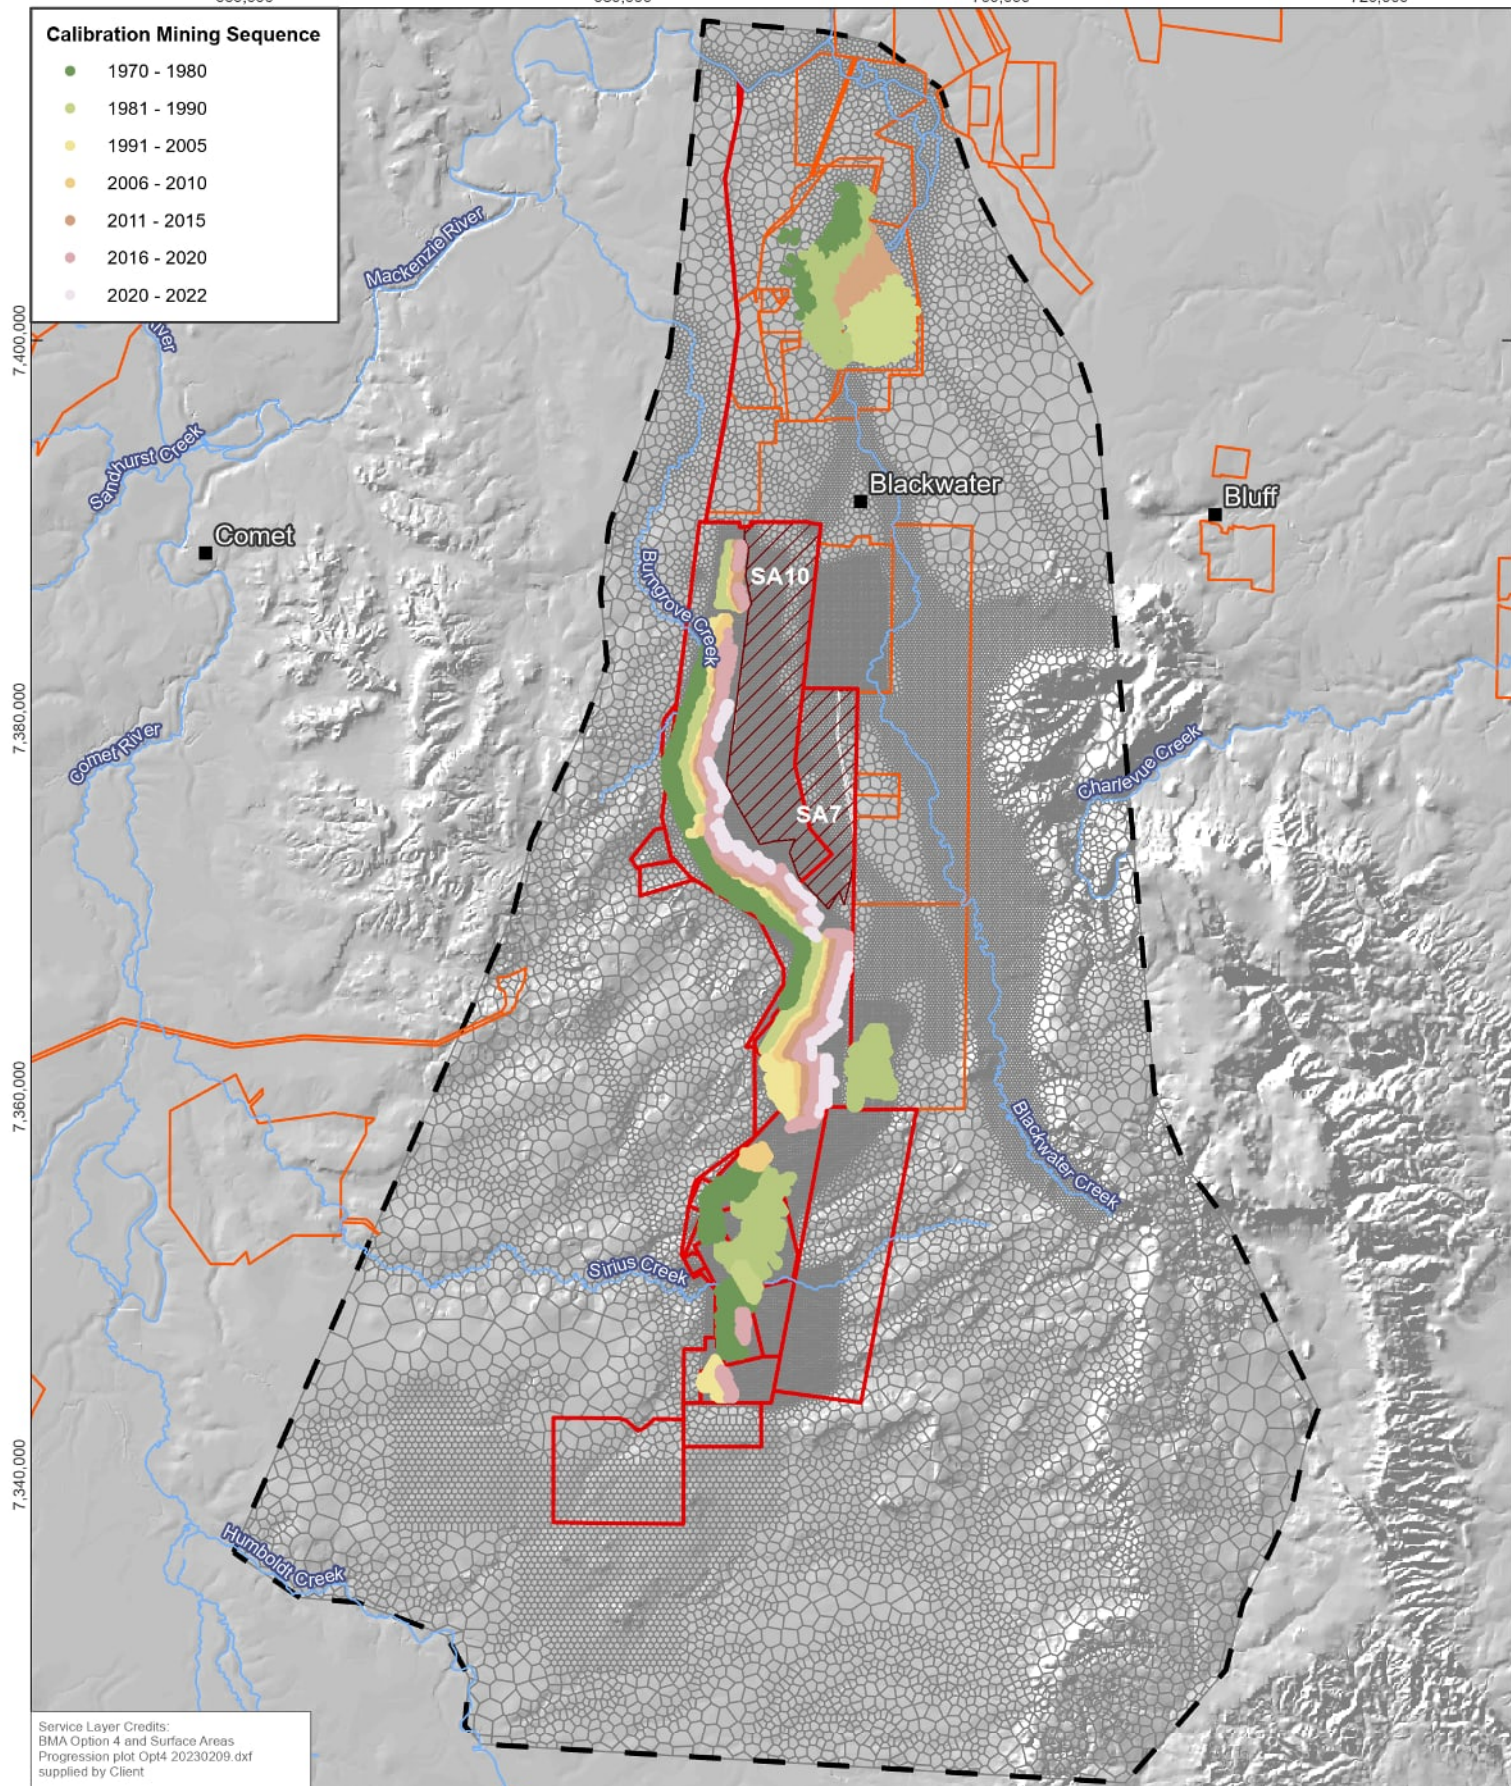 Calibration Mining Sequence
1970 - 1980
1981 - 1990
1991 - 2005
2006 - 2010
2011 - 2015
2016 - 2020
2020 - 2022
Mackenzie River
7,400,000
Sandhurst Creek
Blackwater
Bluff
Comet
SA10
Burngrove Creek
7,380,000
Comet River
Charlevue Creek
SA7
7,360,000
Blackwater Creek
Sirius Creek
7,340,000
Humboldt Creek
Service Layer Credits:
BMA Option 4 and Surface Areas
Progression plot Opt4 20230209.dxf
supplied by Client